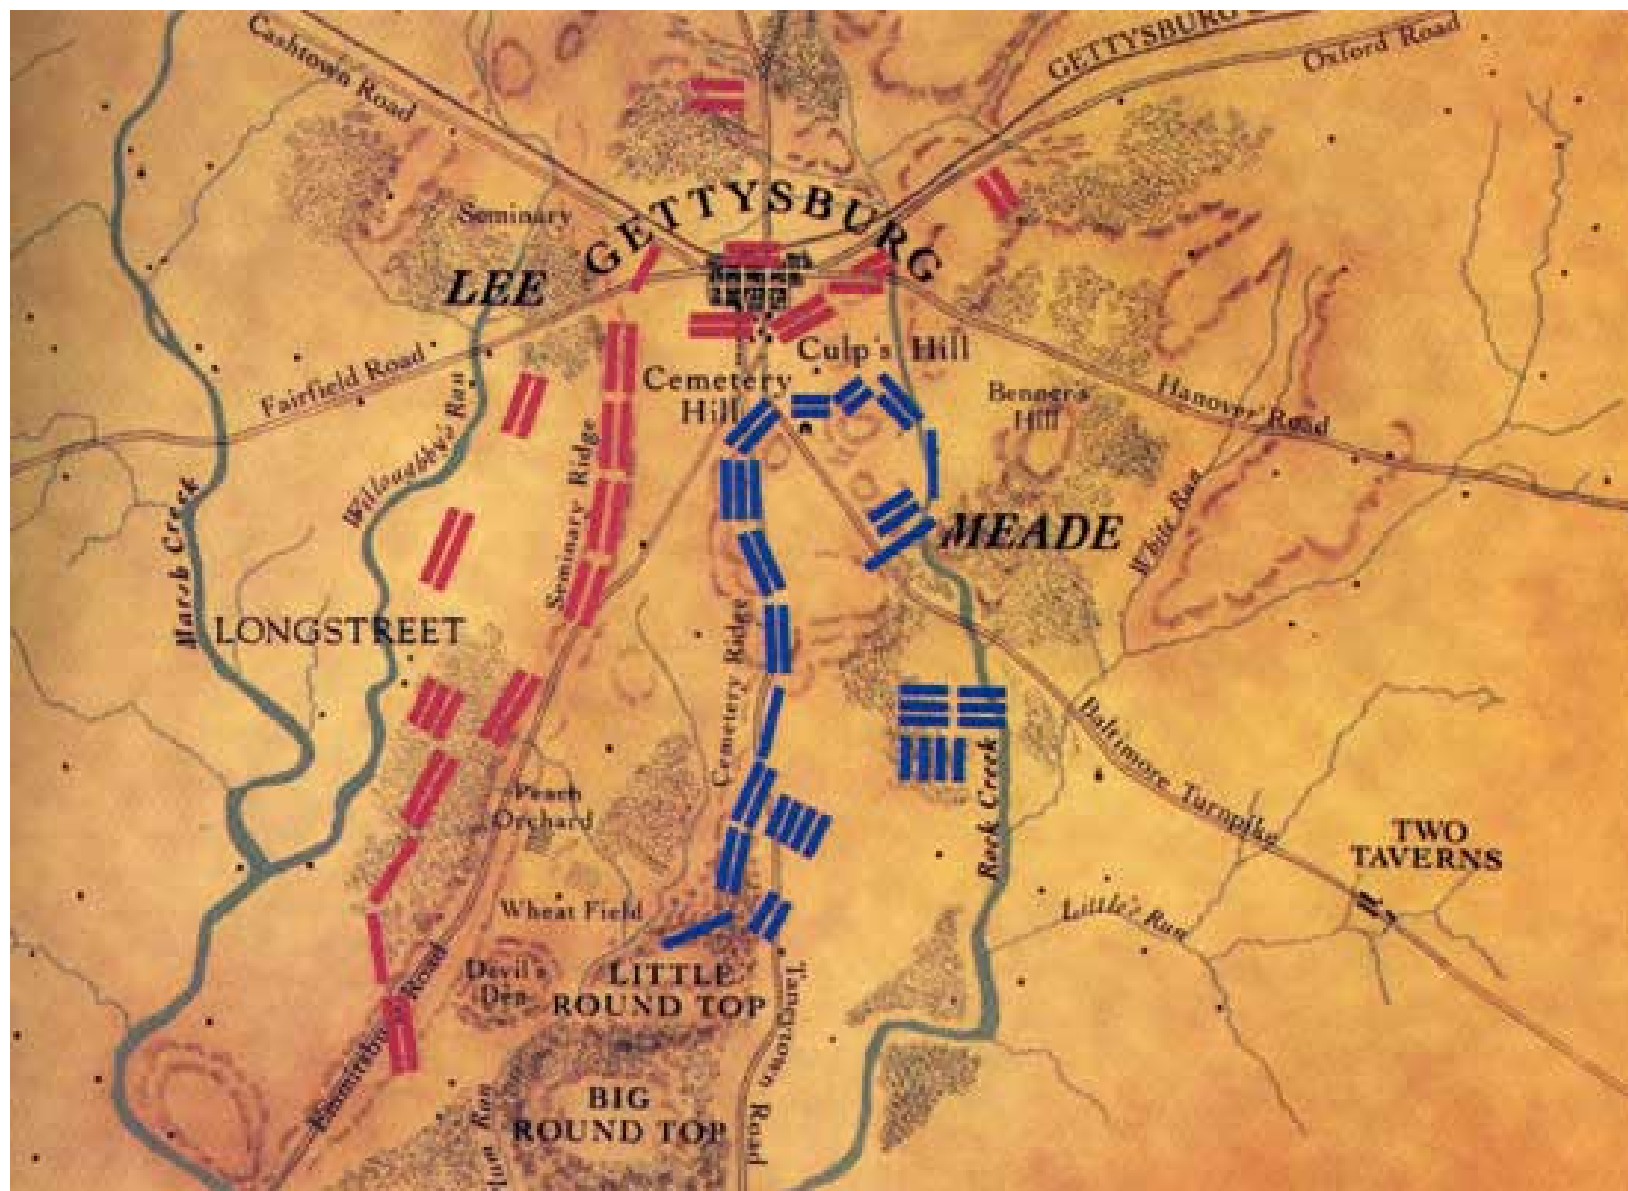 Cashtown Road
GETTYSBURG
Oxford Road
Seminary
GETTYSBURG
LEE
Culp's Hill
Fairfield Road
Cemetery
Hill
Benner's
Hill
Hanover Road
Willoughby's Run
Seminary Ridge
Marsh Creek
MEADE
White Run
LONGSTREET
Cemetery Ridge
Peach
Orchard
Rock Creek
Baltimore Turnpike
TWO
TAVERNS
Wheat Field
Little's Run
Devil's
Den
LITTLE
ROUND TOP
Emmitsburg Road
Taneytown Road
BIG
ROUND TOP
Run